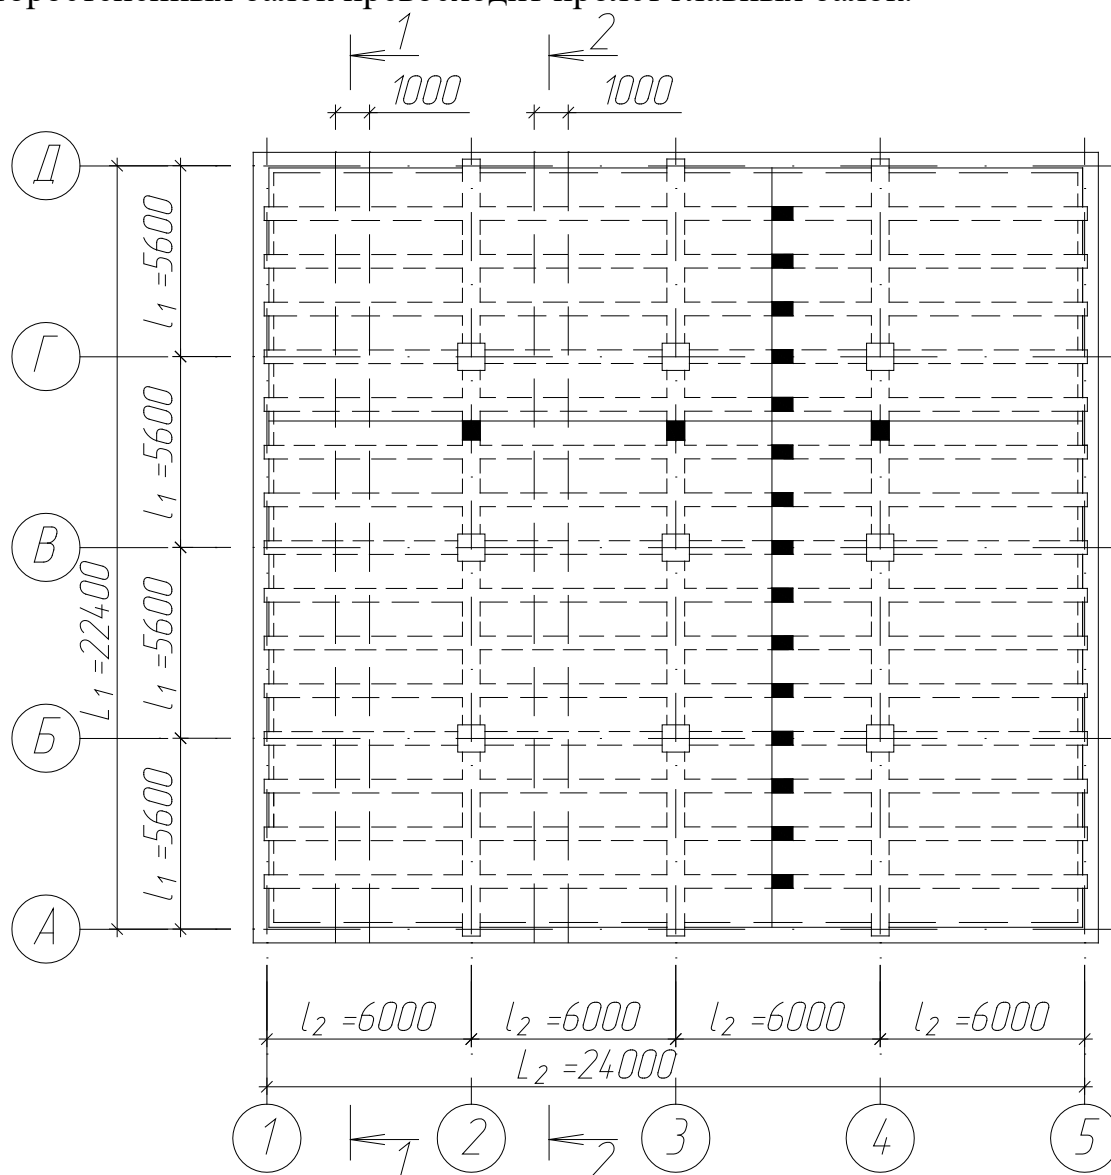 1 2
1000 1000
Д
l₁ =5600
Г
l₁ =5600
В
L₁ =22400
l₁ =5600
Б
l₁ =5600
А
l₂ =6000 l₂ =6000 l₂ =6000 l₂ =6000
L₂ =24000
1 2 3 4 5
1 2